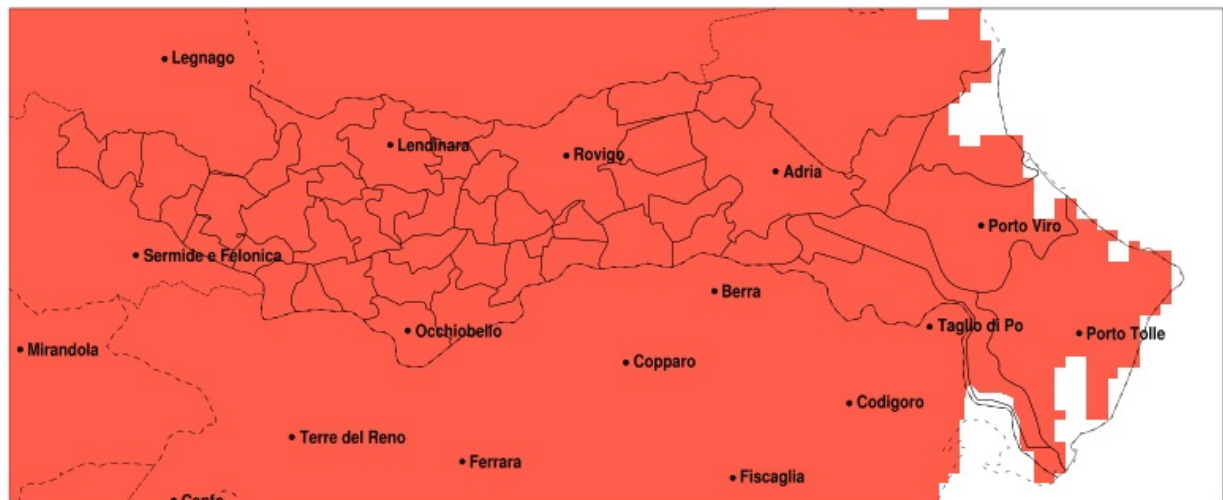 Legnago
Lendinara
Rovigo
Adria
Porto Viro
Sermide e Felonica
Berra
Taglio di Po
Occhiobello
Porto Tolle
Mirandola
Copparo
Codigoro
Terre del Reno
Ferrara
Fiscaglia